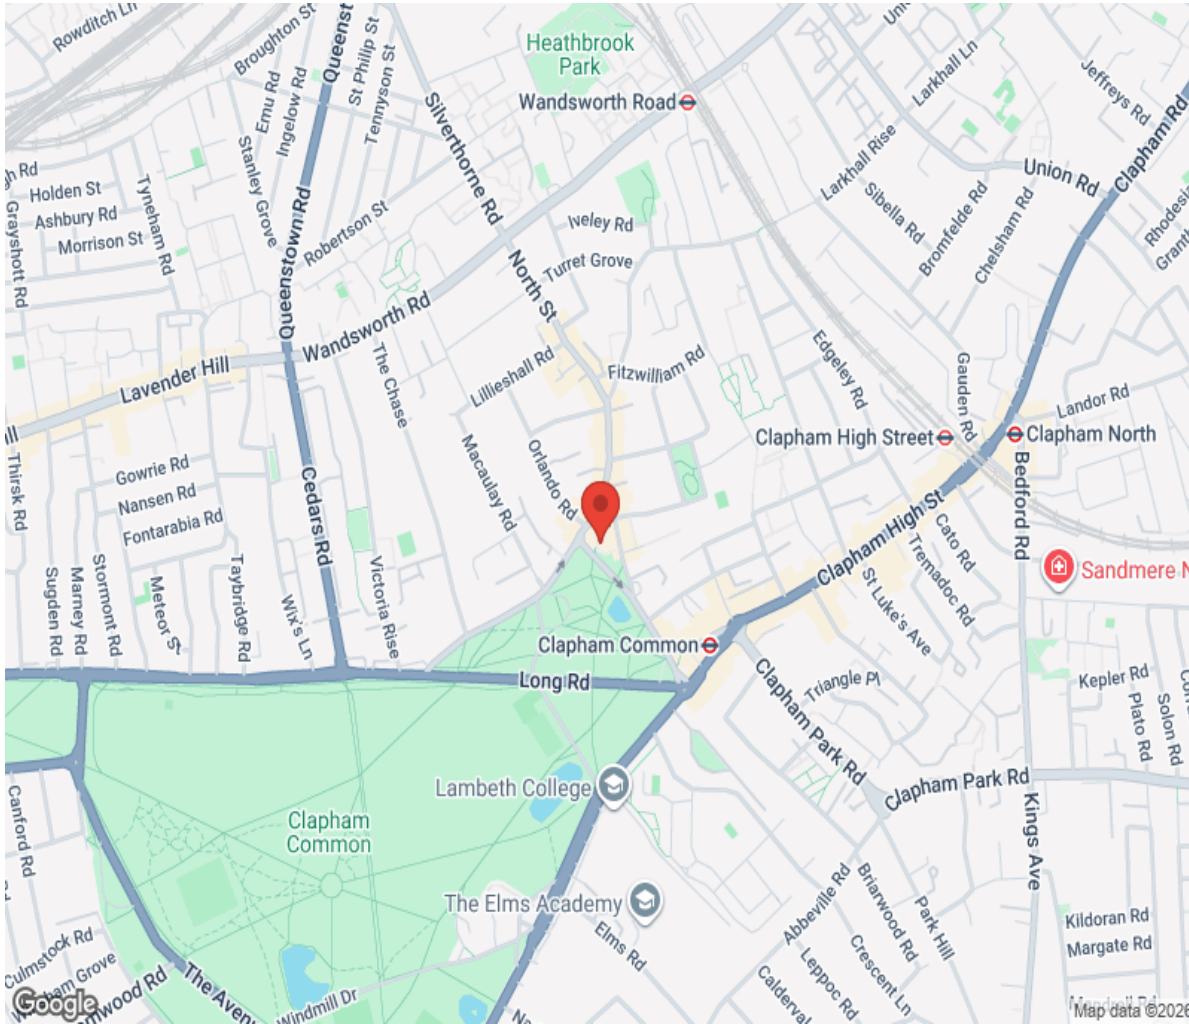 Rowditch Ln
Broughton St
Queenst
St Philip St
Tennyson St
Emu Rd
Ingelow Rd
Stanley Grove
Heathbrook
Park
Wandsworth Road
Silverthorne Rd
Larkhall Ln
Jeffreys Rd
Clapham Rd
Union Rd
Larkhall Rise
Sibella Rd
Bromfelde Rd
Chelsham Rd
gh Rd
Holden St
Ashbury Rd
Morrison St
Grayshott Rd
Tyneham Rd
Queenstown Rd
Robertson St
Iveley Rd
Turret Grove
North St
Wandsworth Rd
Lavender Hill
The Chase
Lillieshall Rd
Fitzwilliam Rd
Edgeley Rd
Gauden Rd
Landor Rd
Clapham High Street
Clapham North
Bedford Rd
ill
Thirsk Rd
Gowrie Rd
Nansen Rd
Fontarabia Rd
Cedars Rd
Macaulay Rd
Orlando Rd
Clapham High St
Cato Rd
Tremadoc Rd
St Luke's Ave
Sandmere N
Sugden Rd
Marney Rd
Stormont Rd
Meteor St
Taybridge Rd
Wix's Ln
Victoria Rise
Clapham Common
Long Rd
Triangle Pl
Clapham Park Rd
Kepler Rd
Plato Rd
Solon Rd
Clapham Park Rd
Kings Ave
Lambeth College
Clapham
Common
Canford Rd
The Elms Academy
Elms Rd
Abbeville Rd
Briarwood Rd
Park Hill
Crescent Ln
Leppoc Rd
Calderval
Kildoran Rd
Margate Rd
Culmstock Rd
The Avenu
Windmill Dr
Google
Map data ©2026